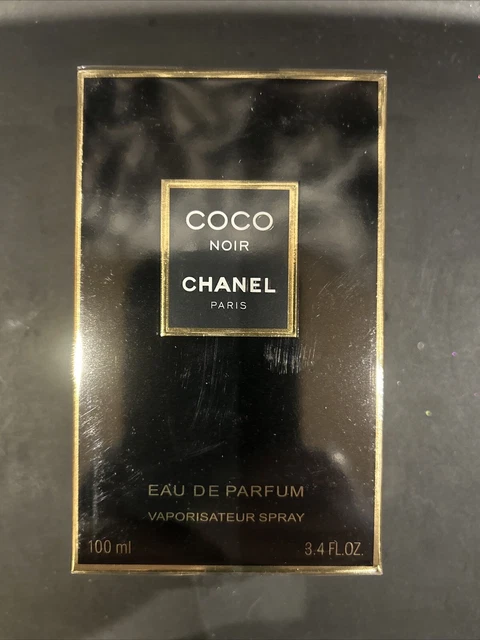 COCO
NOIR
CHANEL
PARIS
EAU DE PARFUM
VAPORISATEUR SPRAY
100 ml 3.4 FL.OZ.